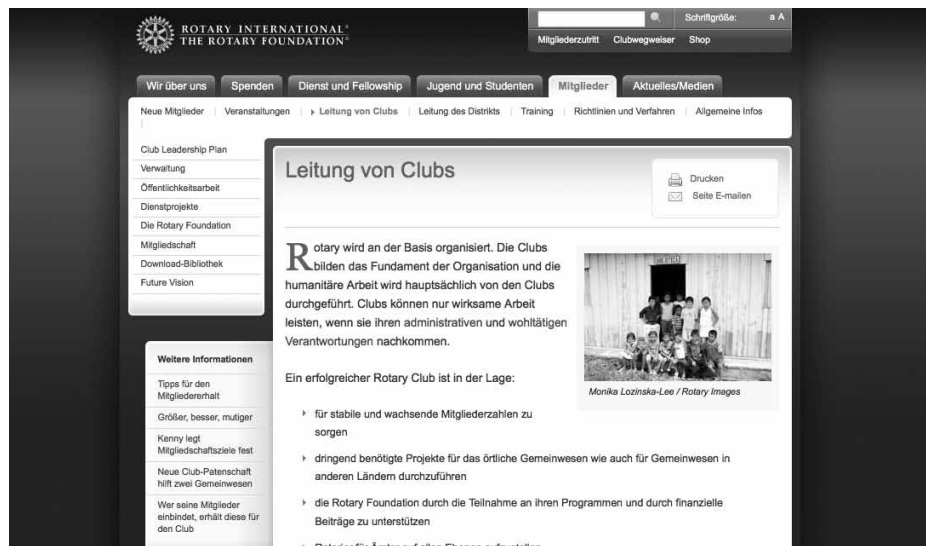 ROTARY INTERNATIONAL®
THE ROTARY FOUNDATION®
Schriftgröße: a A
Mitgliederzutritt Clubwegweiser Shop
Wir über uns Spenden Dienst und Fellowship Jugend und Studenten Mitglieder Aktuelles/Medien
Neue Mitglieder Veranstaltungen Leitung von Clubs Leitung des Distrikts Training Richtlinien und Verfahren Allgemeine Infos
Club Leadership Plan
Verwaltung
Öffentlichkeitsarbeit
Dienstprojekte
Die Rotary Foundation
Mitgliedschaft
Download-Bibliothek
Future Vision
Weitere Informationen
Tipps für den
Mitgliedererhalt
Größer, besser, mutiger
Kenny legt
Mitgliedschaftsziele fest
Neue Club-Patenschaft
hilft zwei Gemeinwesen
Wer seine Mitglieder
einbindet, erhält diese für
den Club
Leitung von Clubs
Drucken
Seite E-mailen
Rotary wird an der Basis organisiert. Die Clubs
bilden das Fundament der Organisation und die
humanitäre Arbeit wird hauptsächlich von den Clubs
durchgeführt. Clubs können nur wirksame Arbeit
leisten, wenn sie ihren administrativen und wohltätigen
Verantwortungen nachkommen.
Monika Lozinska-Lee / Rotary Images
Ein erfolgreicher Rotary Club ist in der Lage:
für stabile und wachsende Mitgliederzahlen zu
sorgen
dringend benötigte Projekte für das örtliche Gemeinwesen wie auch für Gemeinwesen in
anderen Ländern durchzuführen
die Rotary Foundation durch die Teilnahme an ihren Programmen und durch finanzielle
Beiträge zu unterstützen